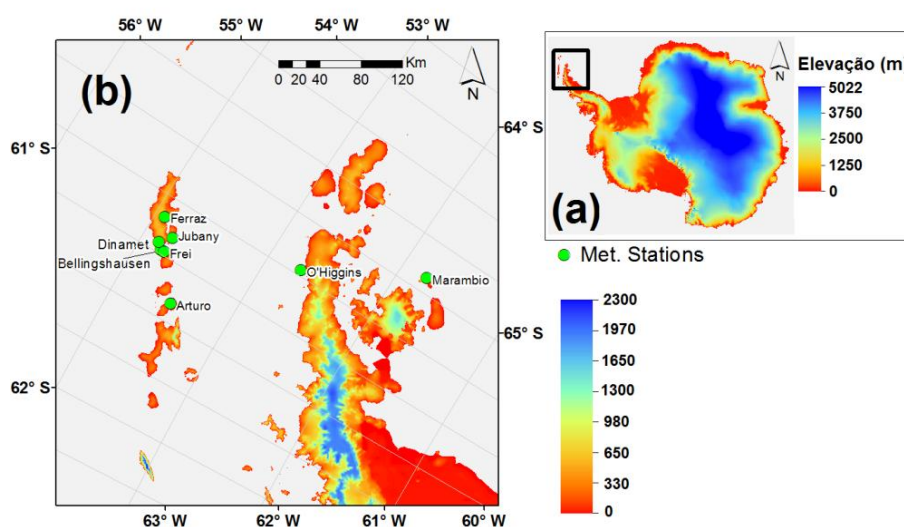 56° W
55° W
54° W
53° W
(b)
Km
0 20 40
80
120
N
61° S
62° S
64° S
65° S
Ferraz
Jubany
Dinamet
Frei
Bellingshausen
Arturo
O'Higgins
Marambio
63° W
62° W
61° W
60° W
(a)
N
Elevação (m)
5022
3750
2500
1250
0
Met. Stations
2300
1970
1650
1300
980
660
330
0